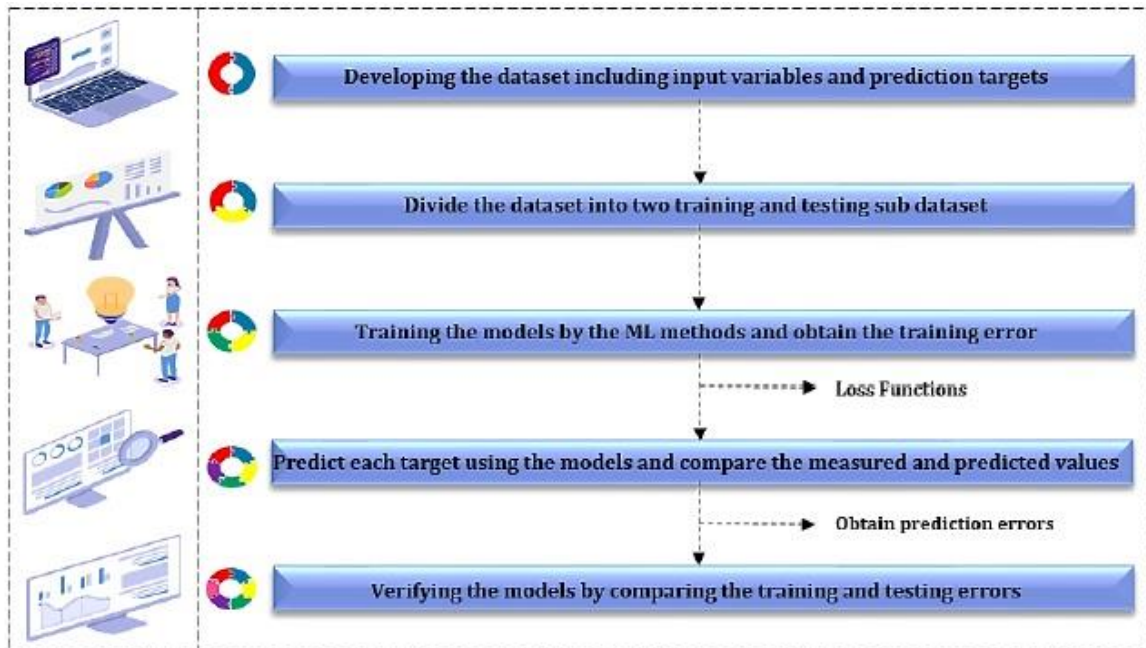 Developing the dataset including input variables and prediction targets
Divide the dataset into two training and testing sub dataset
Training the models by the ML methods and obtain the training error
Loss Functions
Predict each target using the models and compare the measured and predicted values
Obtain prediction errors
Verifying the models by comparing the training and testing errors